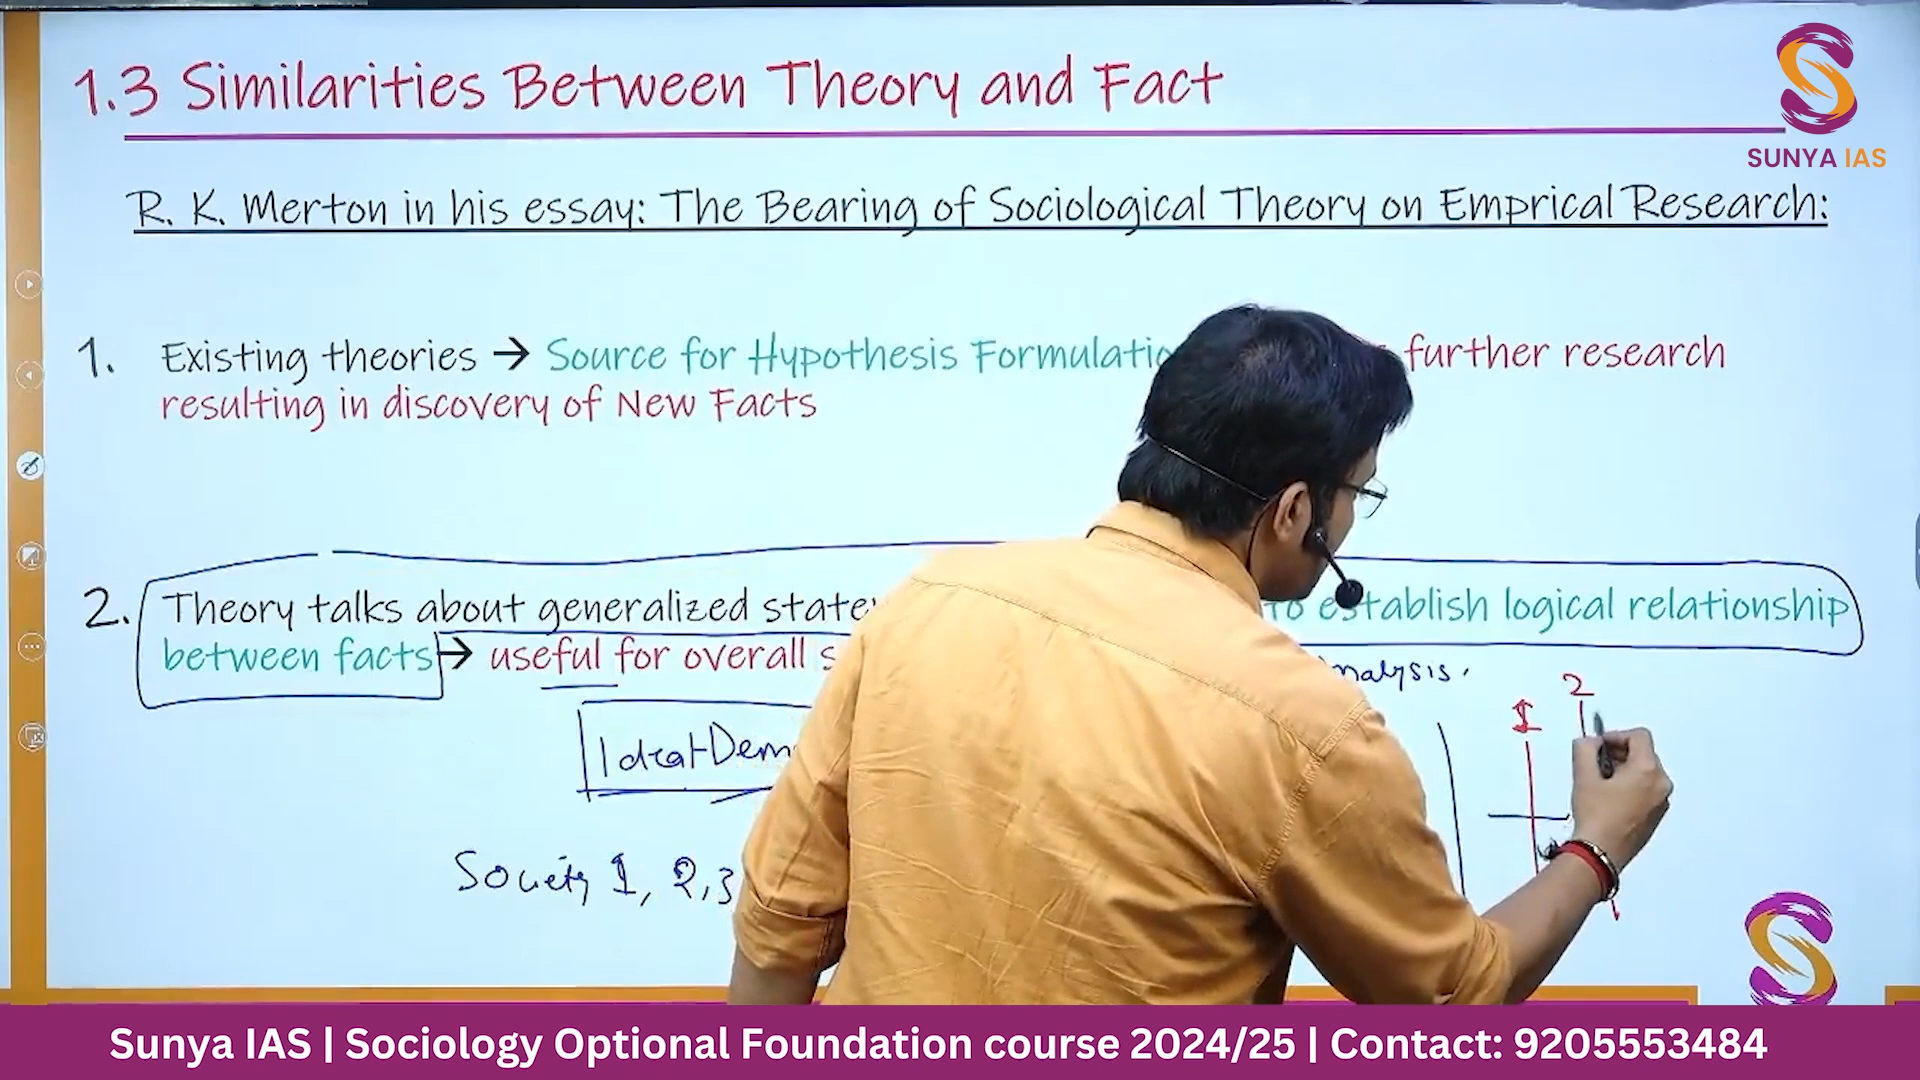 1.3 Similarities Between Theory and Fact
SUNYA IAS
R. K. Merton in his essay: The Bearing of Sociological Theory on Emprical Research:
1. Existing theories → Source for Hypothesis Formulatio further research
resulting in discovery of New Facts
2. Theory talks about generalized state to establish logical relationship
between facts → useful for overall s
nalysis.
1 2
Ideal Dem
Society 1, 2, 3
Sunya IAS | Sociology Optional Foundation course 2024/25 | Contact: 9205553484